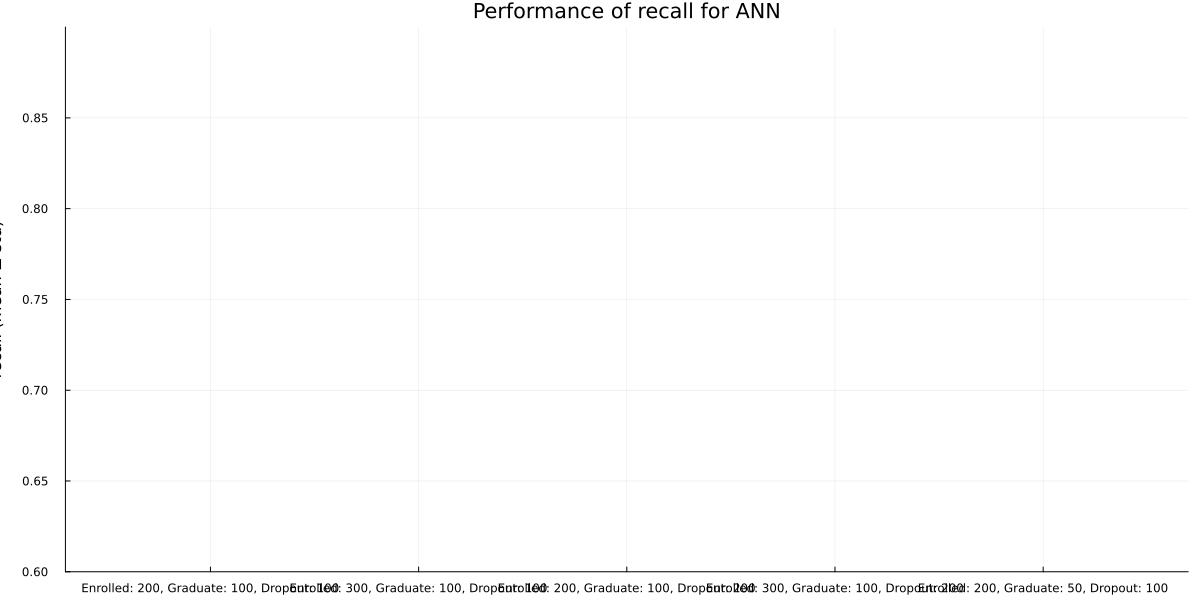 Performance of recall for ANN
0.85
0.80
0.75
0.70
0.65
0.60
Enrolled: 200, Graduate: 100, Dropout: 100
Enrolled: 300, Graduate: 100, Dropout: 100
Enrolled: 200, Graduate: 100, Dropout: 200
Enrolled: 300, Graduate: 100, Dropout: 200
Enrolled: 200, Graduate: 50, Dropout: 100